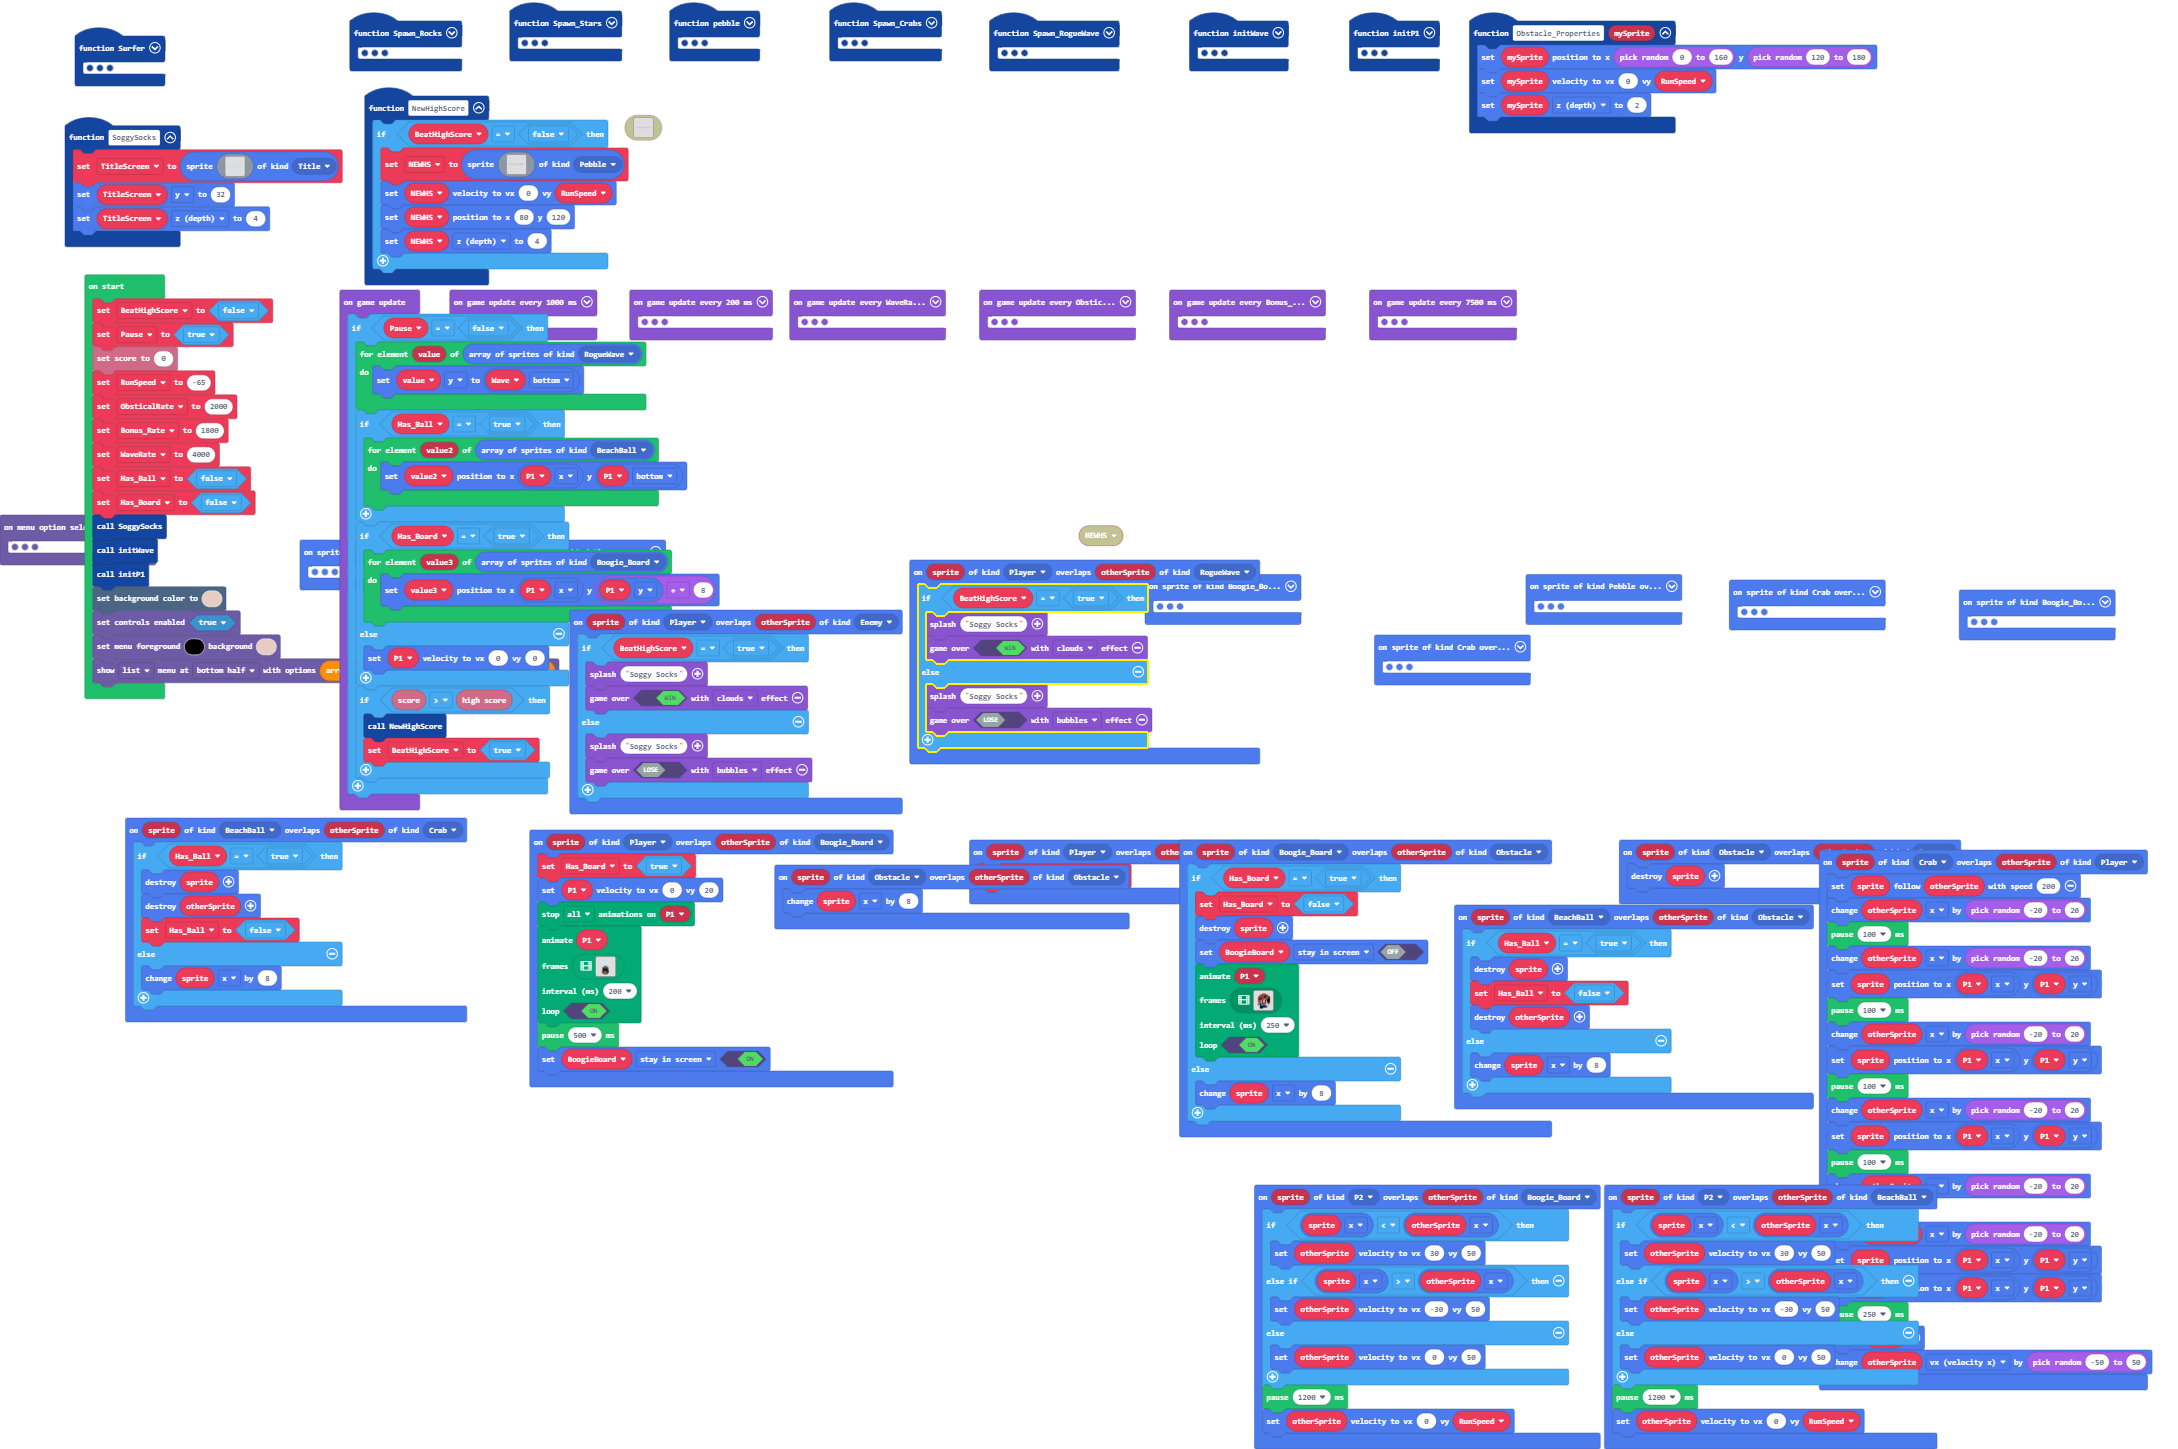 function Surfer
function Spawn_Rocks
function Spawn_Stars
function pebble
function Spawn_Crabs
function Spawn_RogueWave
function initWave
function initP1
function Obstacle_Properties mySprite
set mySprite position to x pick random 0 to 160 y pick random 120 to 180
set mySprite velocity to vx 0 vy RunSpeed
set mySprite z (depth) to 2
function SoggySocks
set TitleScreen to sprite of kind Title
set TitleScreen y to 32
set TitleScreen z (depth) to 4
function NewHighScore
if BeatHighScore = false then
set NEWHS to sprite of kind Pebble
set NEWHS velocity to vx 0 vy RunSpeed
set NEWHS position to x 80 y 120
set NEWHS z (depth) to 4
on start
set BeatHighScore to false
set Pause to true
set score to 0
set RunSpeed to -65
set ObsticalRate to 2000
set Bonus_Rate to 1800
set WaveRate to 4000
set Has_Ball to false
set Has_Board to false
call SoggySocks
call initWave
call initP1
set background color to
set controls enabled true
set menu foreground background
show list menu at bottom half with options arr
on menu option sel
on sprit
on game update
if Pause = false then
for element value of array of sprites of kind RogueWave
do set value y to Wave bottom
if Has_Ball = true then
for element value2 of array of sprites of kind BeachBall
do set value2 position to x P1 x y P1 bottom
if Has_Board = true then
for element value3 of array of sprites of kind Boogie_Board
do set value3 position to x P1 x y P1 y + 8
else
set P1 velocity to vx 0 vy 0
if score > high score then
call NewHighScore
set BeatHighScore to true
on game update every 1000 ms
on game update every 200 ms
on game update every WaveRa...
on game update every Obstic...
on game update every Bonus_...
on game update every 7500 ms
on sprite of kind Player overlaps otherSprite of kind Enemy
if BeatHighScore = true then
splash "Soggy Socks"
game over WIN with clouds effect
else
splash "Soggy Socks"
game over LOSE with bubbles effect
NEWHS
on sprite of kind Player overlaps otherSprite of kind RogueWave
if BeatHighScore = true then
splash "Soggy Socks"
game over WIN with clouds effect
else
splash "Soggy Socks"
game over LOSE with bubbles effect
on sprite of kind Boogie_Bo...
on sprite of kind Crab over...
on sprite of kind Pebble ov...
on sprite of kind Crab over...
on sprite of kind Boogie_Bo...
on sprite of kind BeachBall overlaps otherSprite of kind Crab
if Has_Ball = true then
destroy sprite
destroy otherSprite
set Has_Ball to false
else
change sprite x by 8
on sprite of kind Player overlaps otherSprite of kind Boogie_Board
set Has_Board to true
set P1 velocity to vx 0 vy 20
stop all animations on P1
animate P1
frames
interval (ms) 200
loop ON
pause 500 ms
set BoogieBoard stay in screen ON
on sprite of kind Obstacle overlaps otherSprite of kind Obstacle
change sprite x by 8
on sprite of kind Player overlaps othe
on sprite of kind Boogie_Board overlaps otherSprite of kind Obstacle
if Has_Board = true then
set Has_Board to false
destroy sprite
set BoogieBoard stay in screen OFF
animate P1
frames
interval (ms) 250
loop ON
else
change sprite x by 8
on sprite of kind BeachBall overlaps otherSprite of kind Obstacle
if Has_Ball = true then
destroy sprite
set Has_Ball to false
destroy otherSprite
else
change sprite x by 8
on sprite of kind Obstacle overlaps
destroy sprite
on sprite of kind Crab overlaps otherSprite of kind Player
set sprite follow otherSprite with speed 200
change otherSprite x by pick random -20 to 20
pause 100 ms
change otherSprite x by pick random -20 to 20
set sprite position to x P1 x y P1 y
pause 100 ms
change otherSprite x by pick random -20 to 20
set sprite position to x P1 x y P1 y
pause 100 ms
change otherSprite x by pick random -20 to 20
set sprite position to x P1 x y P1 y
pause 100 ms
x by pick random -20 to 20
x by pick random -20 to 20
et sprite position to x P1 x y P1 y
on to x P1 x y P1 y
use 250 ms
hange otherSprite vx (velocity x) by pick random -50 to 50
on sprite of kind P2 overlaps otherSprite of kind Boogie_Board
if sprite x < otherSprite x then
set otherSprite velocity to vx 30 vy 50
else if sprite x > otherSprite x then
set otherSprite velocity to vx -30 vy 50
else
set otherSprite velocity to vx 0 vy 50
pause 1200 ms
set otherSprite velocity to vx 0 vy RunSpeed
on sprite of kind P2 overlaps otherSprite of kind BeachBall
if sprite x < otherSprite x then
set otherSprite velocity to vx 30 vy 50
else if sprite x > otherSprite x then
set otherSprite velocity to vx -30 vy 50
else
set otherSprite velocity to vx 0 vy 50
pause 1200 ms
set otherSprite velocity to vx 0 vy RunSpeed